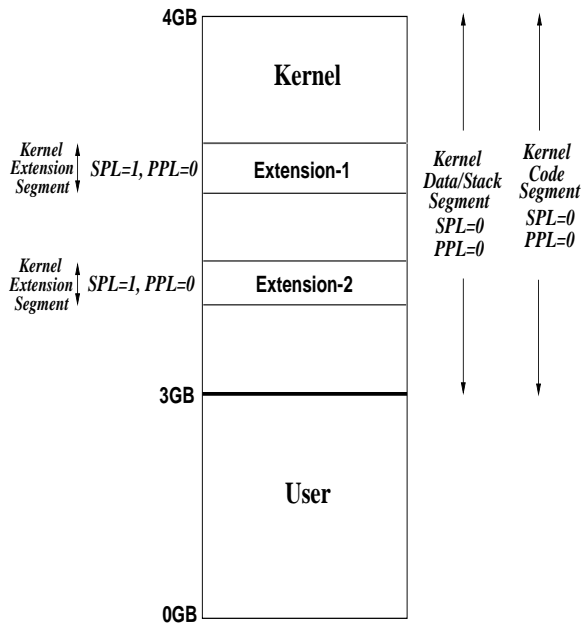 4GB
Kernel
Kernel
Extension
Segment
SPL=1, PPL=0
Extension-1
Kernel
Data/Stack
Segment
SPL=0
PPL=0
Kernel
Code
Segment
SPL=0
PPL=0
Kernel
Extension
Segment
SPL=1, PPL=0
Extension-2
3GB
User
0GB